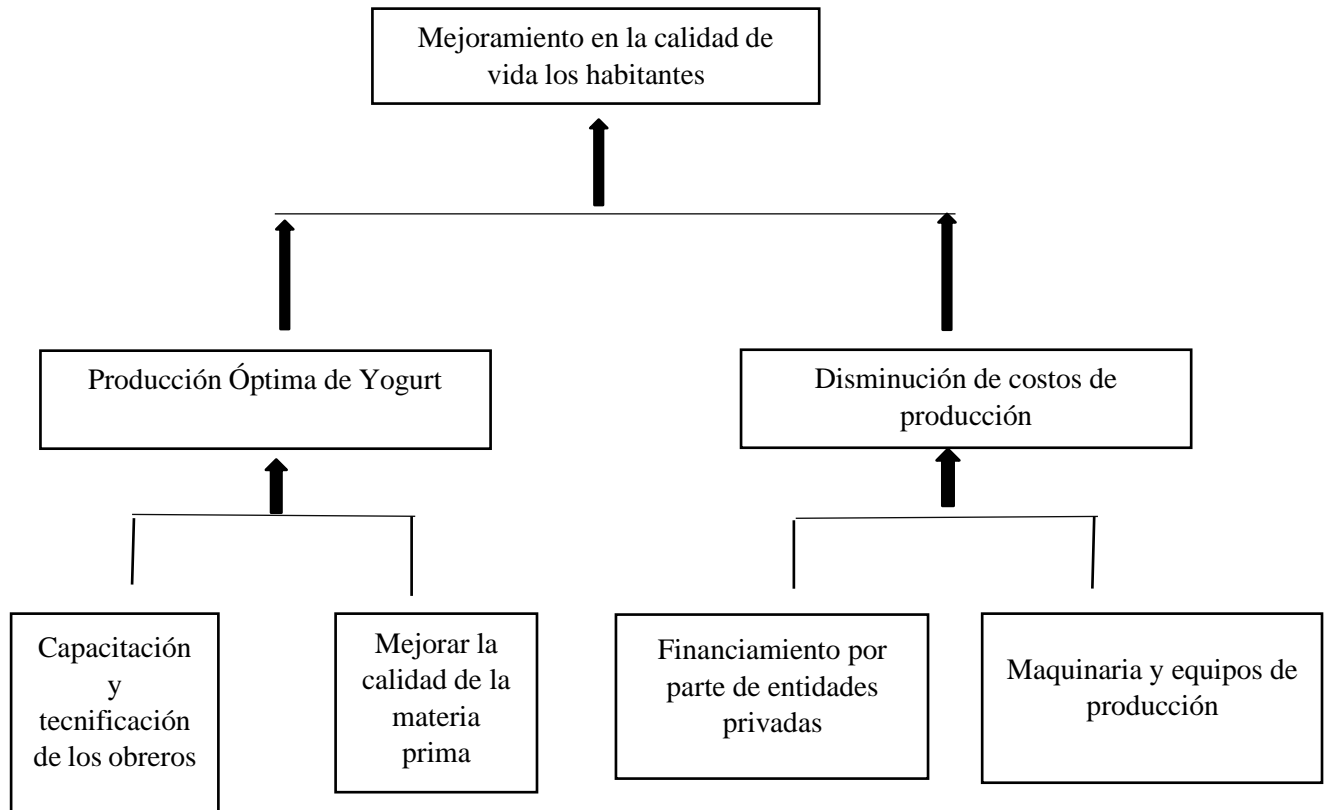 Mejoramiento en la calidad de
vida los habitantes
Producción Óptima de Yogurt
Disminución de costos de
producción
Capacitación
y
tecnificación
de los obreros
Mejorar la
calidad de la
materia
prima
Financiamiento por
parte de entidades
privadas
Maquinaria y equipos de
producción